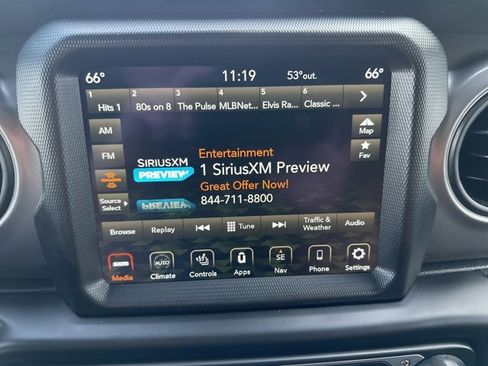 66° 11:19 53°out. 66°
1 2 3 4 5 6
Hits 1 80s on 8 The Pulse MLBNet... Elvis Ra... Classic ...
AM
Map
FM
Fav
SIRIUSXM
PREVIEW
Entertainment
1 SiriusXM Preview
Great Offer Now!
844-711-8800
Source
Select
Browse Replay Tune Traffic &
Weather Audio
AUTO SE
Media Climate Controls Apps Nav Phone Settings